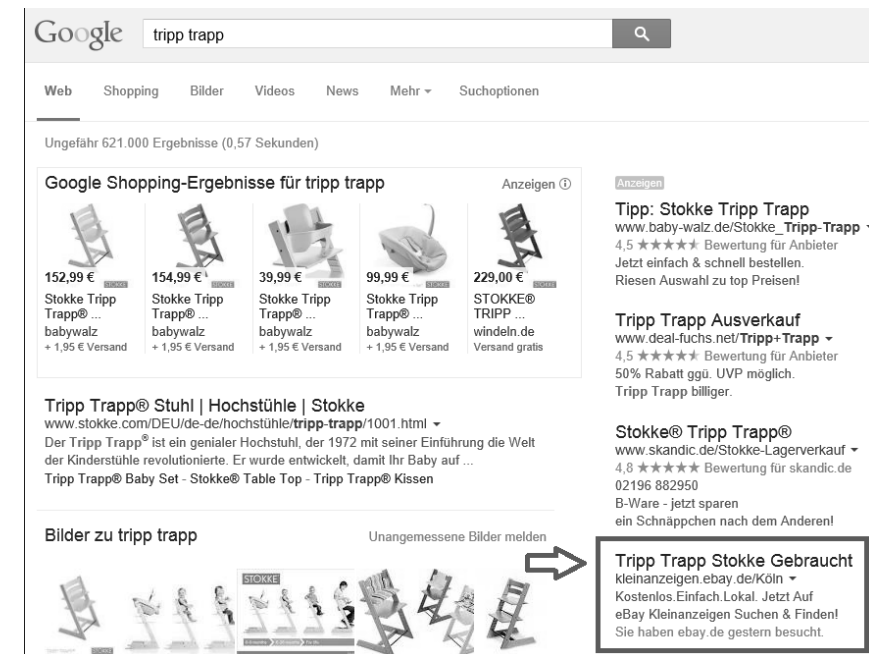 Google tripp trapp
Web Shopping Bilder Videos News Mehr Suchoptionen
Ungefähr 621.000 Ergebnisse (0,57 Sekunden)
Google Shopping-Ergebnisse für tripp trapp Anzeigen
152,99 € 154,99 € 39,99 € 99,99 € 229,00 €
STOKKE STOKKE STOKKE STOKKE STOKKE
Stokke Tripp Stokke Tripp Stokke Tripp Stokke Tripp STOKKE®
Trapp® ... Trapp® ... Trapp® ... Trapp® ... TRIPP ...
babywalz babywalz babywalz babywalz windeln.de
+ 1,95 € Versand + 1,95 € Versand + 1,95 € Versand + 1,95 € Versand Versand gratis
Tripp Trapp® Stuhl | Hochstühle | Stokke
www.stokke.com/DEU/de-de/hochstühle/tripp-trapp/1001.html
Der Tripp Trapp® ist ein genialer Hochstuhl, der 1972 mit seiner Einführung die Welt
der Kinderstühle revolutionierte. Er wurde entwickelt, damit Ihr Baby auf ...
Tripp Trapp® Baby Set - Stokke® Table Top - Tripp Trapp® Kissen
Bilder zu tripp trapp Unangemessene Bilder melden
STOKKE
Anzeigen
Tipp: Stokke Tripp Trapp
www.baby-walz.de/Stokke_Tripp-Trapp
4,5 ★★★★★ Bewertung für Anbieter
Jetzt einfach & schnell bestellen.
Riesen Auswahl zu top Preisen!
Tripp Trapp Ausverkauf
www.deal-fuchs.net/Tripp+Trapp
4,5 ★★★★★ Bewertung für Anbieter
50% Rabatt ggü. UVP möglich.
Tripp Trapp billiger.
Stokke® Tripp Trapp®
www.skandic.de/Stokke-Lagerverkauf
4,8 ★★★★★ Bewertung für skandic.de
02196 882950
B-Ware - jetzt sparen
ein Schnäppchen nach dem Anderen!
Tripp Trapp Stokke Gebraucht
kleinanzeigen.ebay.de/Köln
Kostenlos.Einfach.Lokal. Jetzt Auf
eBay Kleinanzeigen Suchen & Finden!
Sie haben ebay.de gestern besucht.